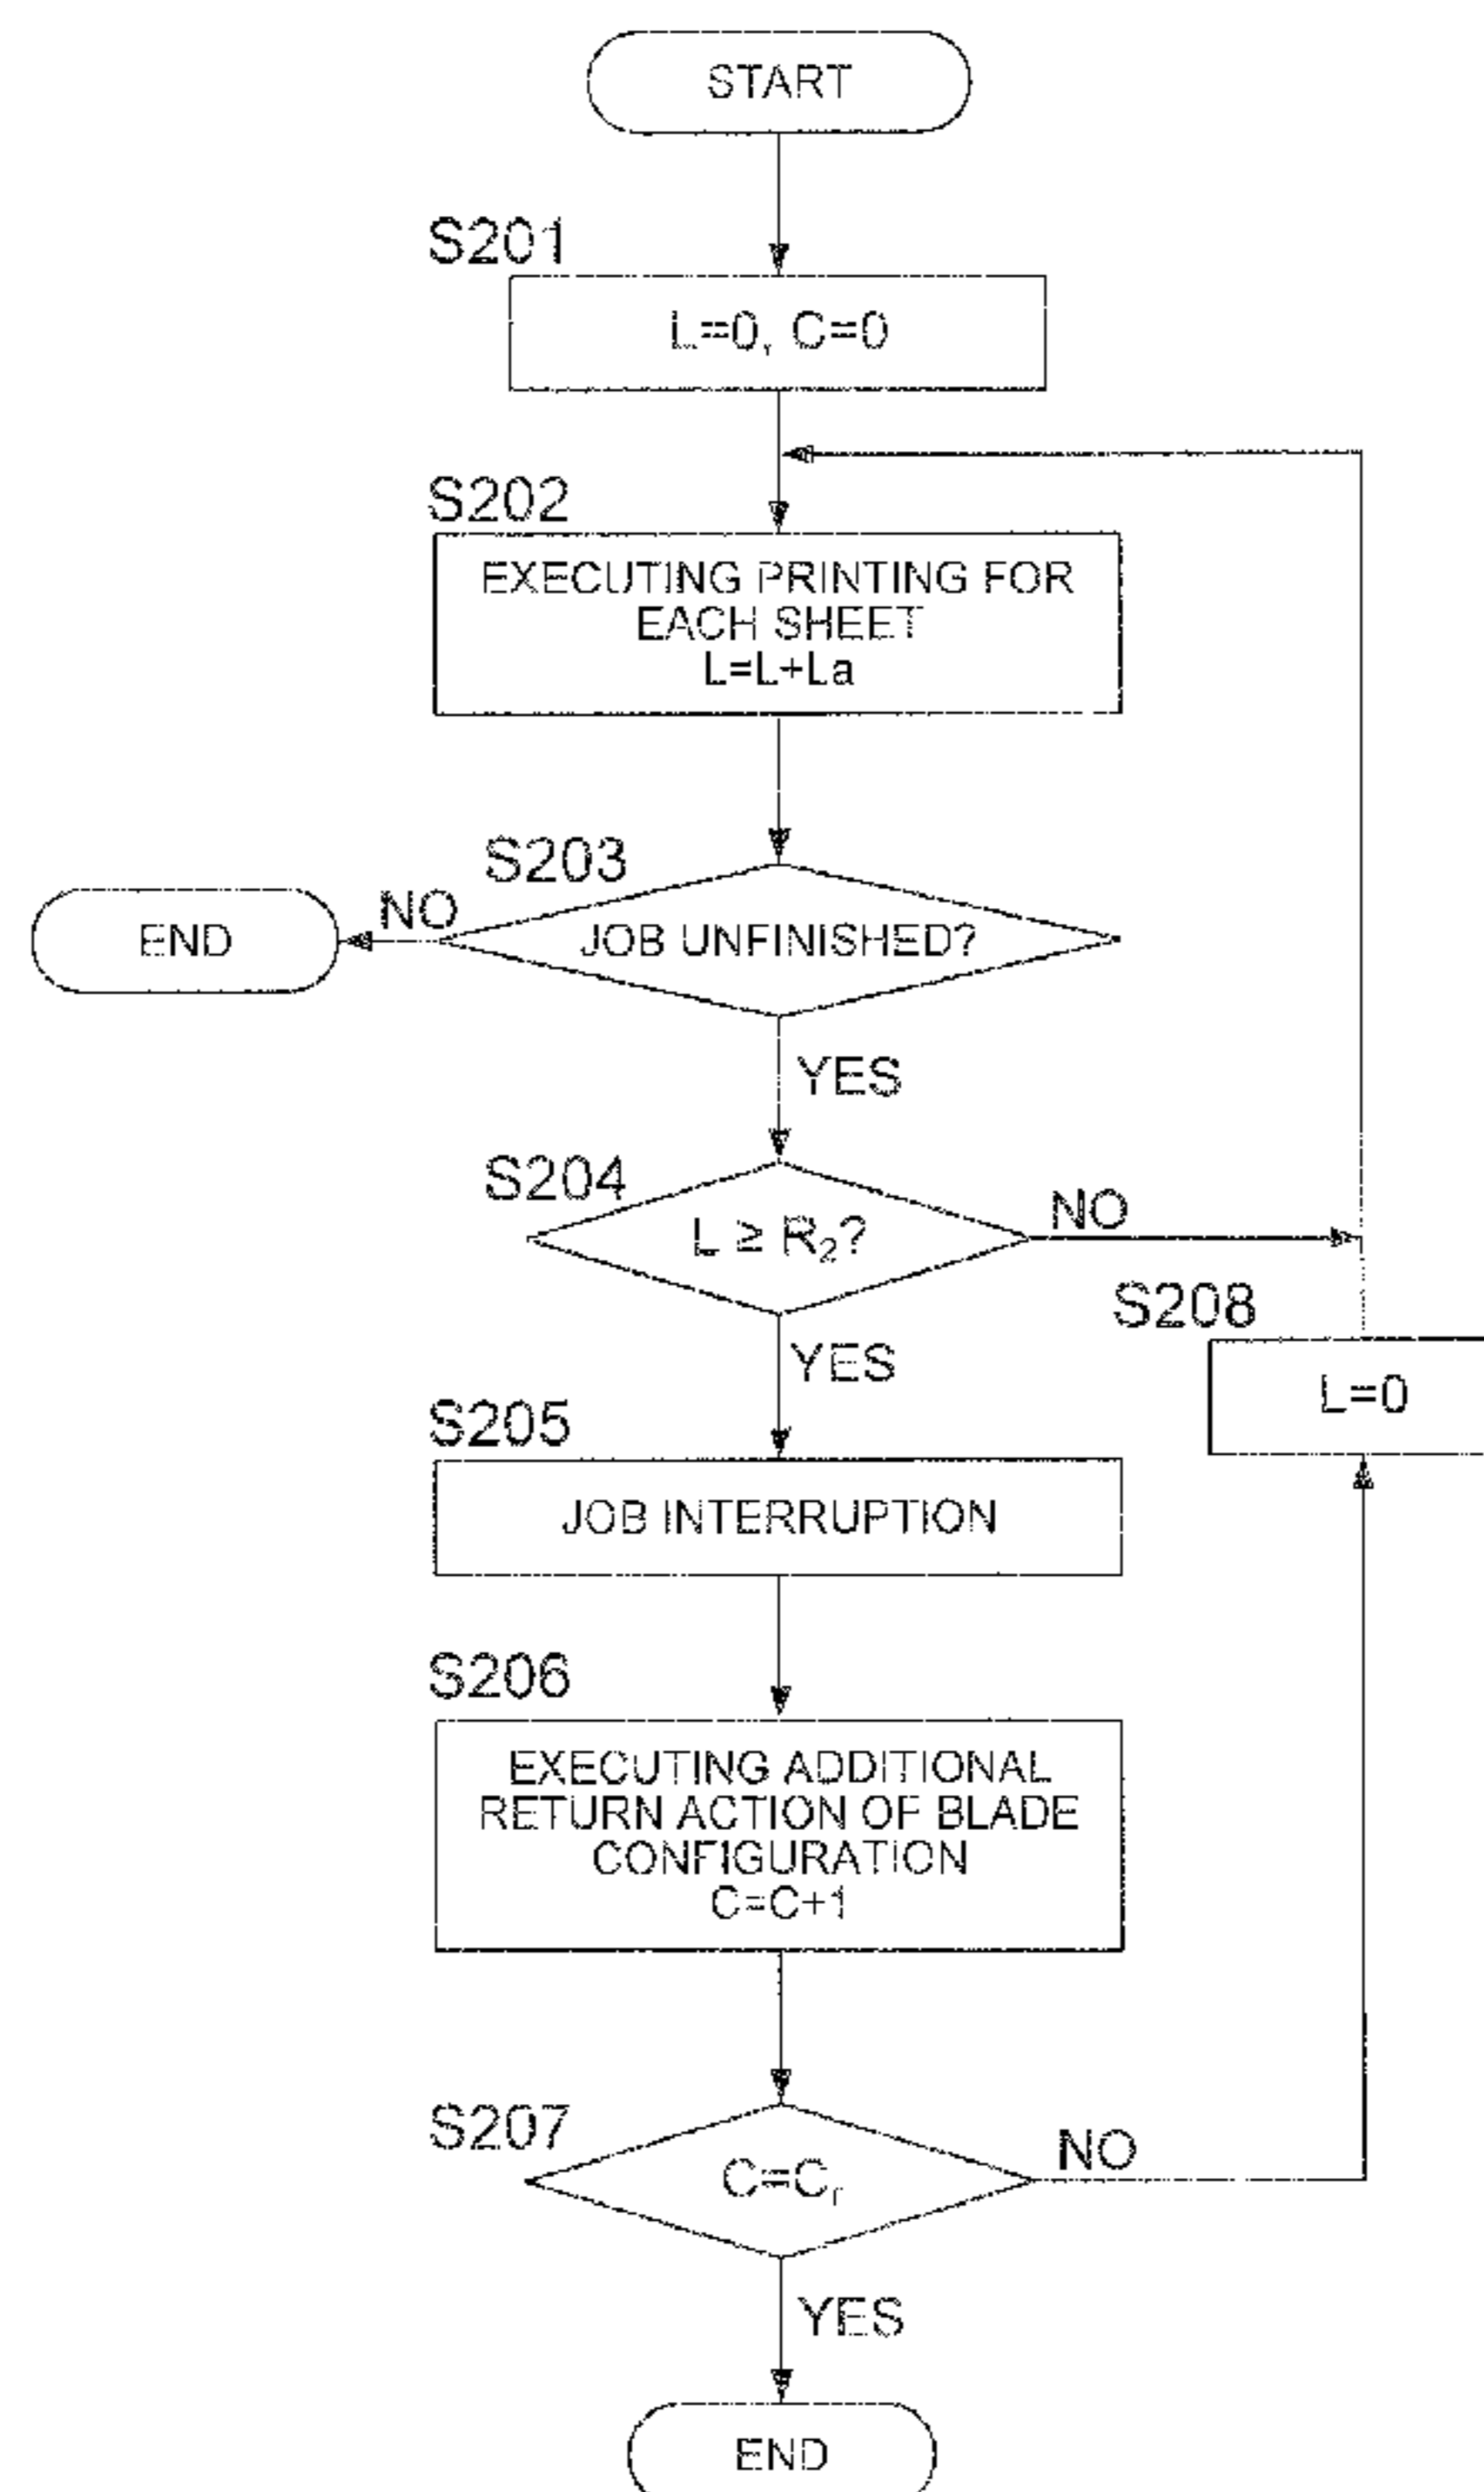 START
S201
L=0, C=0
S202
EXECUTING PRINTING FOR
EACH SHEET
L=L+La
S203
JOB UNFINISHED?
NO
END
YES
S204
L ≥ R₂?
NO
YES
S208
L=0
S205
JOB INTERRUPTION
S206
EXECUTING ADDITIONAL
RETURN ACTION OF BLADE
CONFIGURATION
C=C+1
S207
C=Cᵣ
NO
YES
END